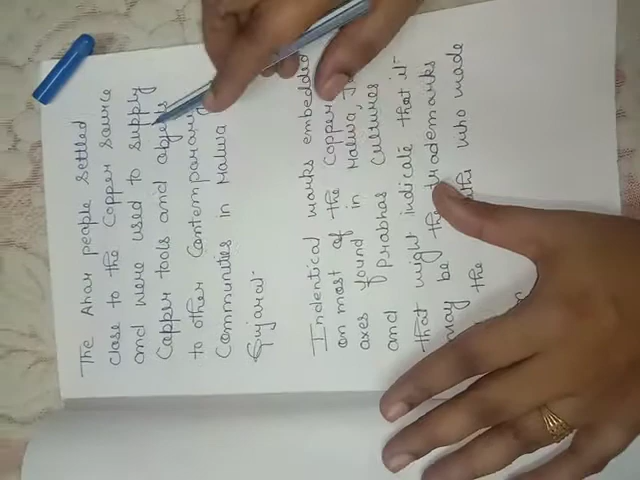 The Ahar people settled
close to the Copper source
and were used to supply
Copper tools and objects
to other Contemporary
Communities in Malwa
Gujarat.
Indentical marks embedded
on most of the Copper
axes found in Malwa,
and Prabhas Cultures
that might indicate that it
may be the trademarks
the who made